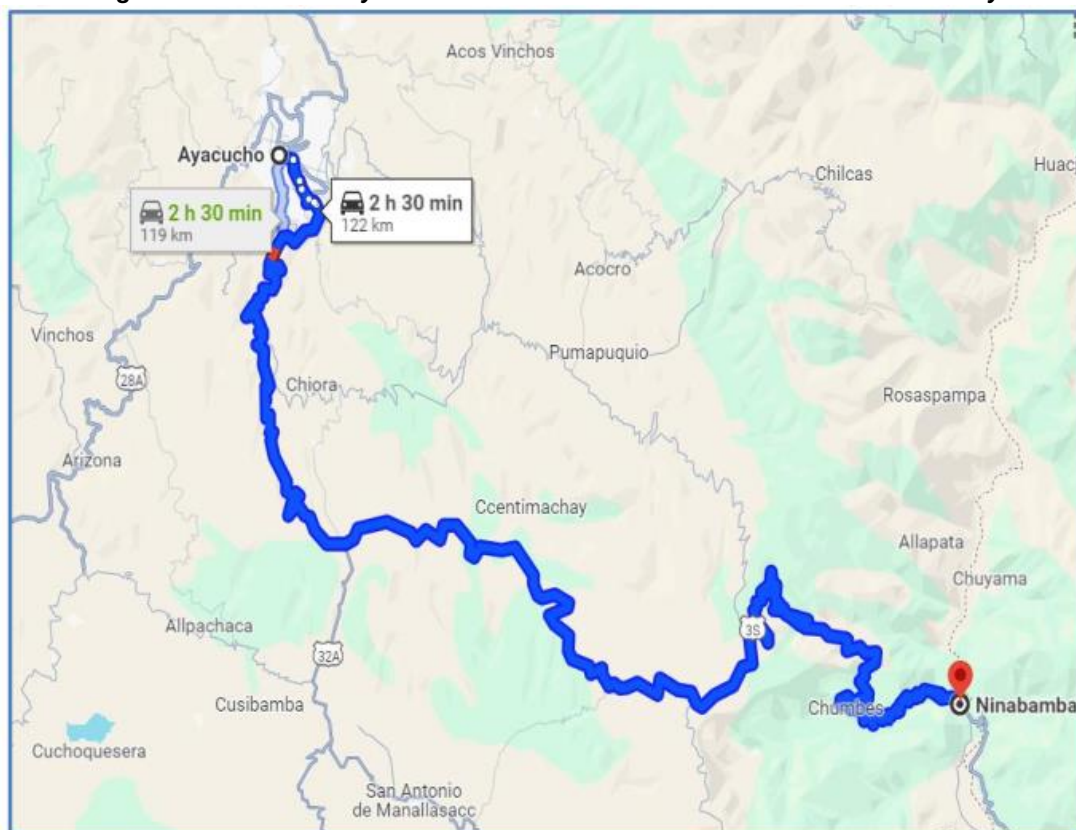 Acos Vinchos
Ayacucho
2 h 30 min
119 km
2 h 30 min
122 km
Chilcas
Acocro
Vinchos
Pumapuquio
28A
Chiora
Rosaspampa
Arizona
Ccentimachay
Allapata
Chuyama
Allpachaca
3S
32A
Cusibamba
Chumbes
Ninabamba
Cuchoquesera
San Antonio
de Manallasacc